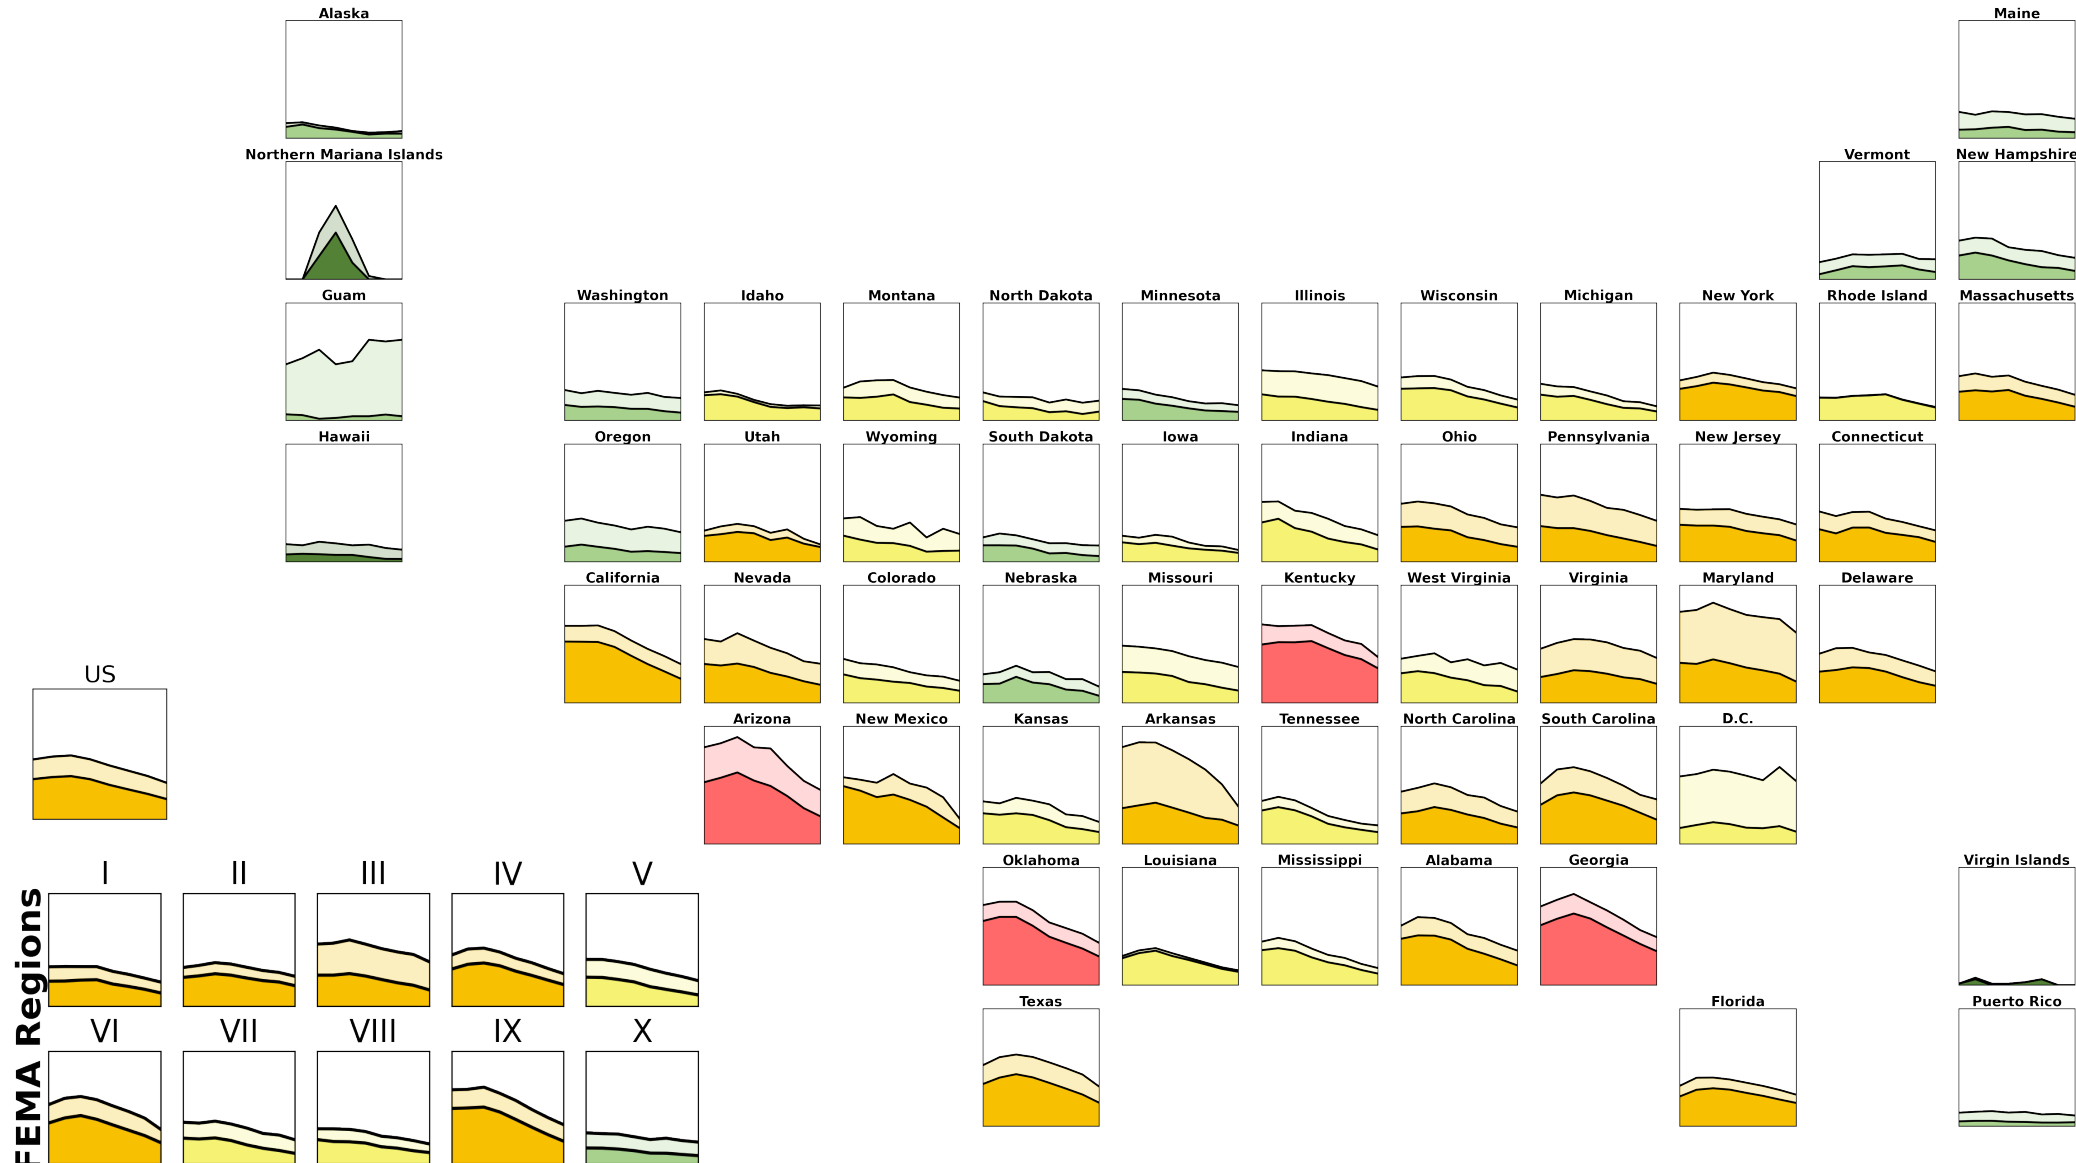 Alaska Maine
Northern Mariana Islands Vermont New Hampshire
Guam Washington Idaho Montana North Dakota Minnesota Illinois Wisconsin Michigan New York Rhode Island Massachusetts
Hawaii Oregon Utah Wyoming South Dakota Iowa Indiana Ohio Pennsylvania New Jersey Connecticut
California Nevada Colorado Nebraska Missouri Kentucky West Virginia Virginia Maryland Delaware
US
Arizona New Mexico Kansas Arkansas Tennessee North Carolina South Carolina D.C.
Oklahoma Louisiana Mississippi Alabama Georgia Virgin Islands
I II III IV V
Texas Florida Puerto Rico
VI VII VIII IX X
FEMA Regions